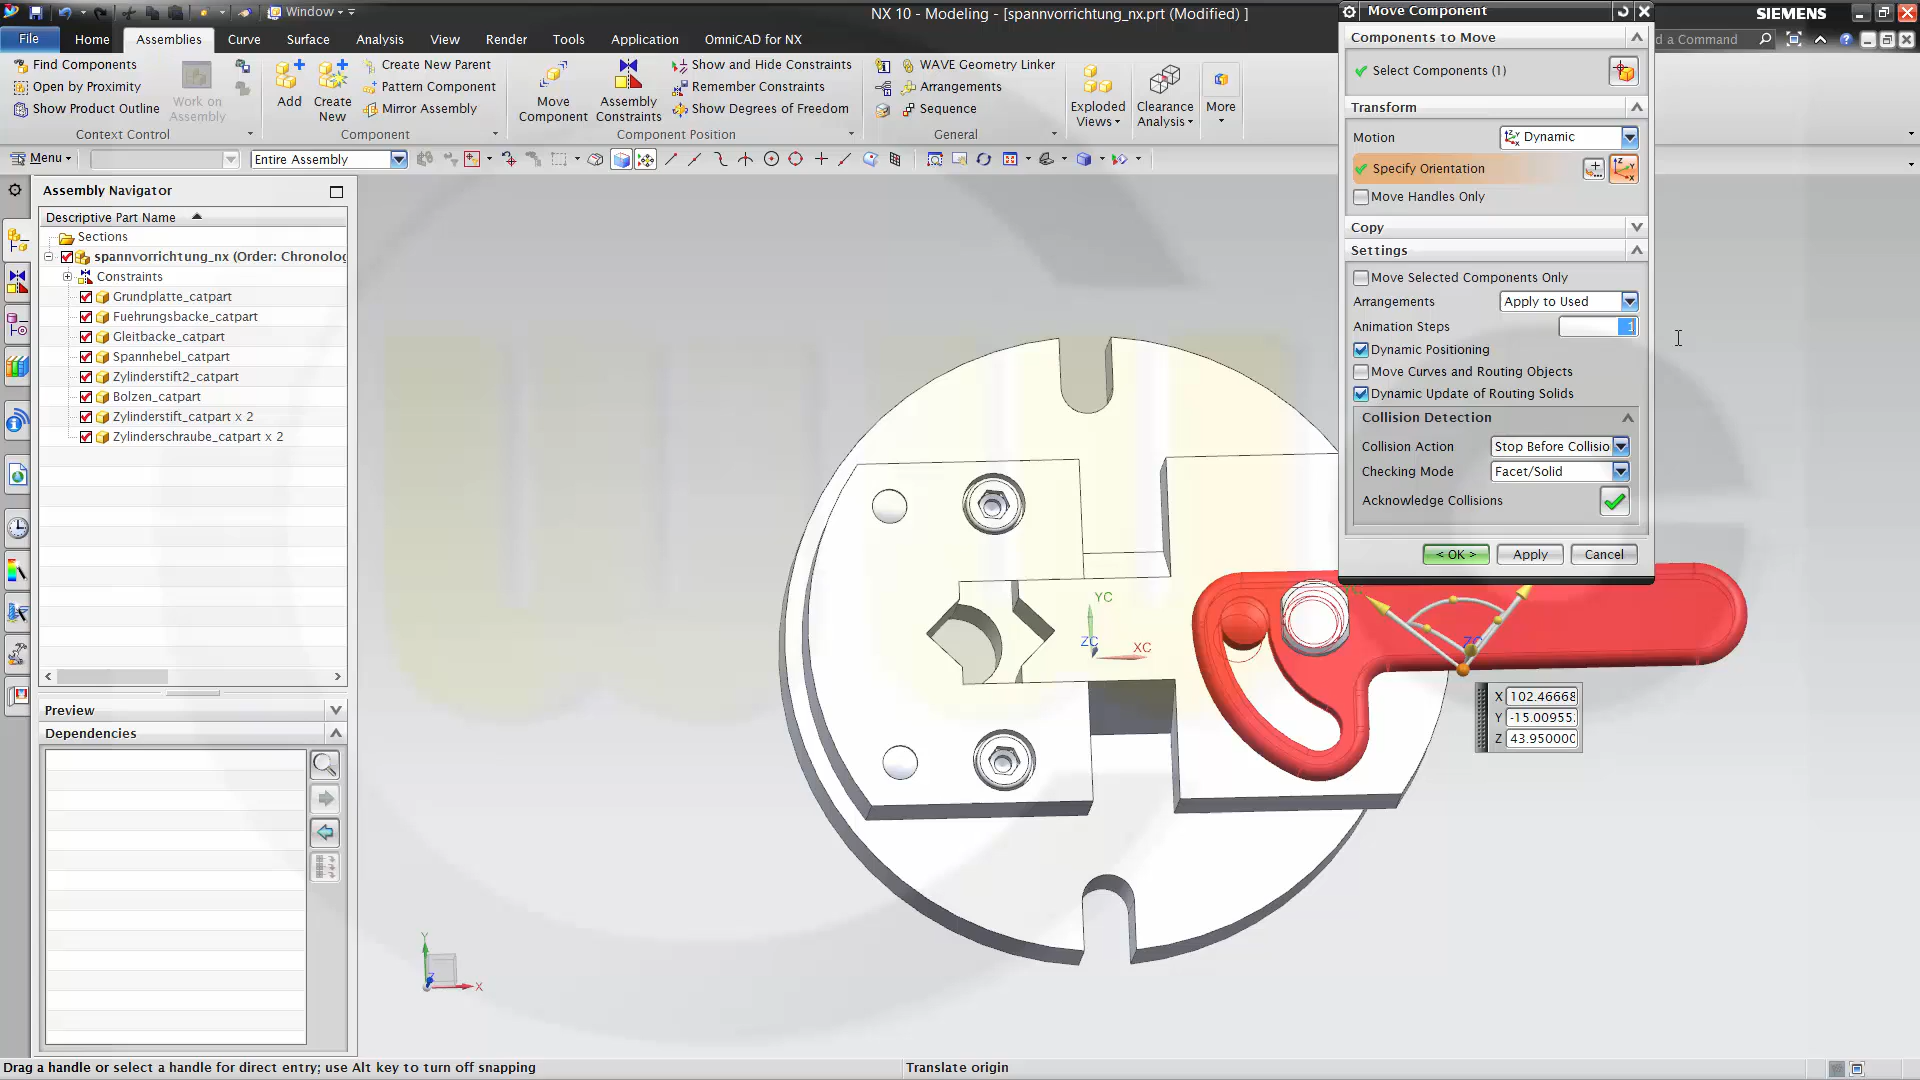 Window
NX 10 - Modeling - [spannvorrichtung_nx.prt (Modified) ]
SIEMENS
File
Home
Assemblies
Curve
Surface
Analysis
View
Render
Tools
Application
OmniCAD for NX
d a Command
Find Components
Open by Proximity
Show Product Outline
Context Control
Work on
Assembly
Add
Create
New
Create New Parent
Pattern Component
Mirror Assembly
Component
Move
Component
Assembly
Constraints
Show and Hide Constraints
Remember Constraints
Show Degrees of Freedom
Component Position
WAVE Geometry Linker
Arrangements
Sequence
General
Exploded
Views
Clearance
Analysis
More
Menu
Entire Assembly
Assembly Navigator
Descriptive Part Name
Sections
spannvorrichtung_nx (Order: Chronolog
Constraints
Grundplatte_catpart
Fuehrungsbacke_catpart
Gleitbacke_catpart
Spannhebel_catpart
Zylinderstift2_catpart
Bolzen_catpart
Zylinderstift_catpart x 2
Zylinderschraube_catpart x 2
Preview
Dependencies
Move Component
Components to Move
Select Components (1)
Transform
Motion
Dynamic
Specify Orientation
Move Handles Only
Copy
Settings
Move Selected Components Only
Arrangements
Apply to Used
Animation Steps
1
Dynamic Positioning
Move Curves and Routing Objects
Dynamic Update of Routing Solids
Collision Detection
Collision Action
Stop Before Collisio
Checking Mode
Facet/Solid
Acknowledge Collisions
< OK >
Apply
Cancel
YC
ZC
XC
ZC
X 102.46668
Y -15.00955
Z 43.950000
Y
Z
X
Drag a handle or select a handle for direct entry; use Alt key to turn off snapping
Translate origin